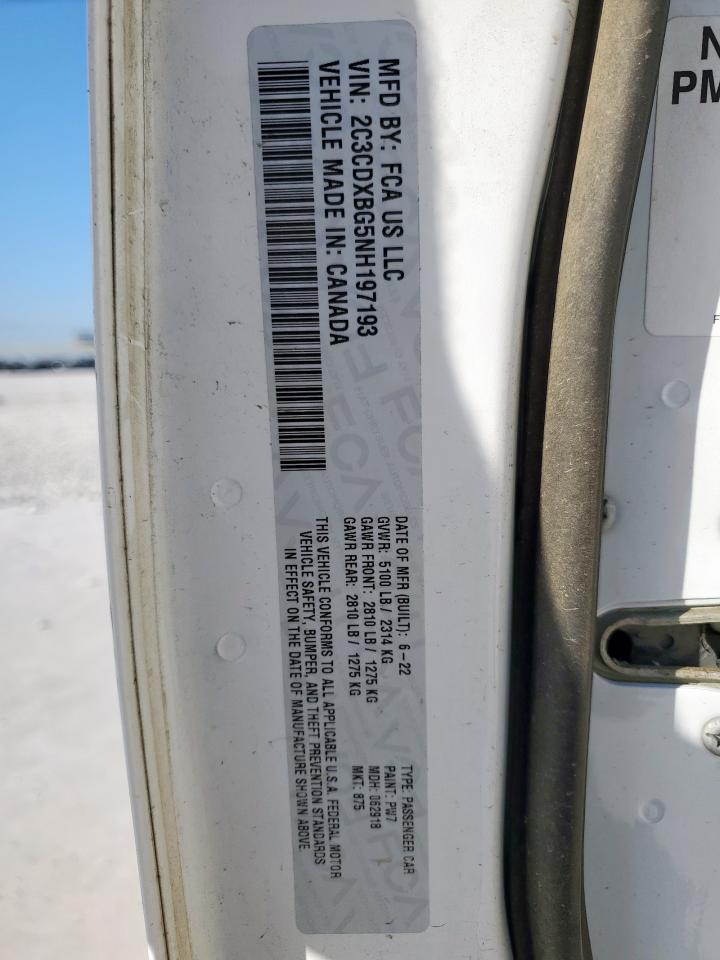 MFD BY: FCA US LLC
VIN: 2C3CDXBG5NH197193
VEHICLE MADE IN: CANADA
DATE OF MFR (BUILT): 6-22
GVWR: 5100 LB / 2314 KG
GAWR FRONT: 2810 LB / 1275 KG
GAWR REAR: 2810 LB / 1275 KG
TYPE: PASSENGER CAR
PAINT: PW7
MDH: 062918
MKT: 875
THIS VEHICLE CONFORMS TO ALL APPLICABLE U.S.A. FEDERAL MOTOR
VEHICLE SAFETY, BUMPER, AND THEFT PREVENTION STANDARDS
IN EFFECT ON THE DATE OF MANUFACTURE SHOWN ABOVE.
N
PM
F